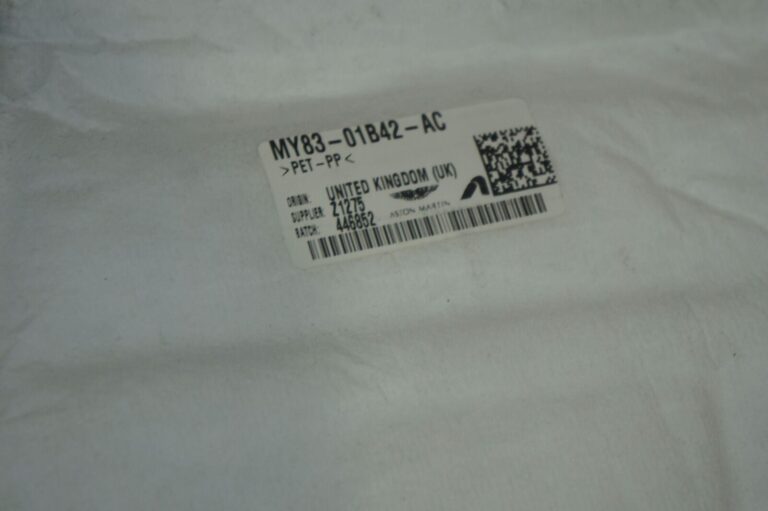 MY83-01B42-AC
>PET-PP<
ORIGIN: UNITED KINGDOM (UK)
SUPPLIER: Z1275
BATCH: 446852
ASTON MARTIN